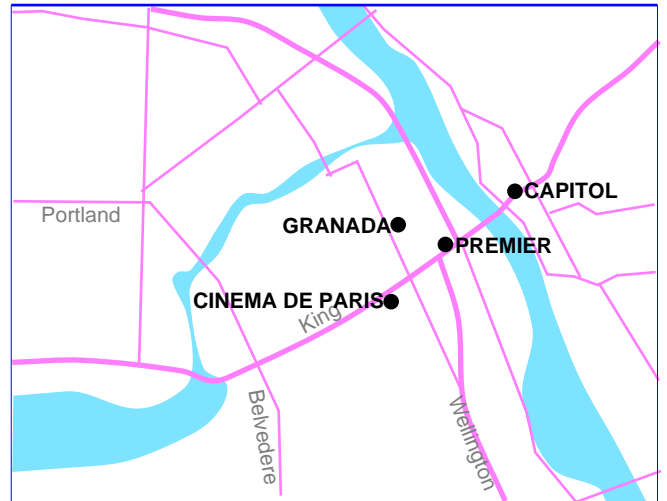 CAPITOL
Portland
GRANADA
PREMIER
CINEMA DE PARIS
King
Belvedere
Wellington